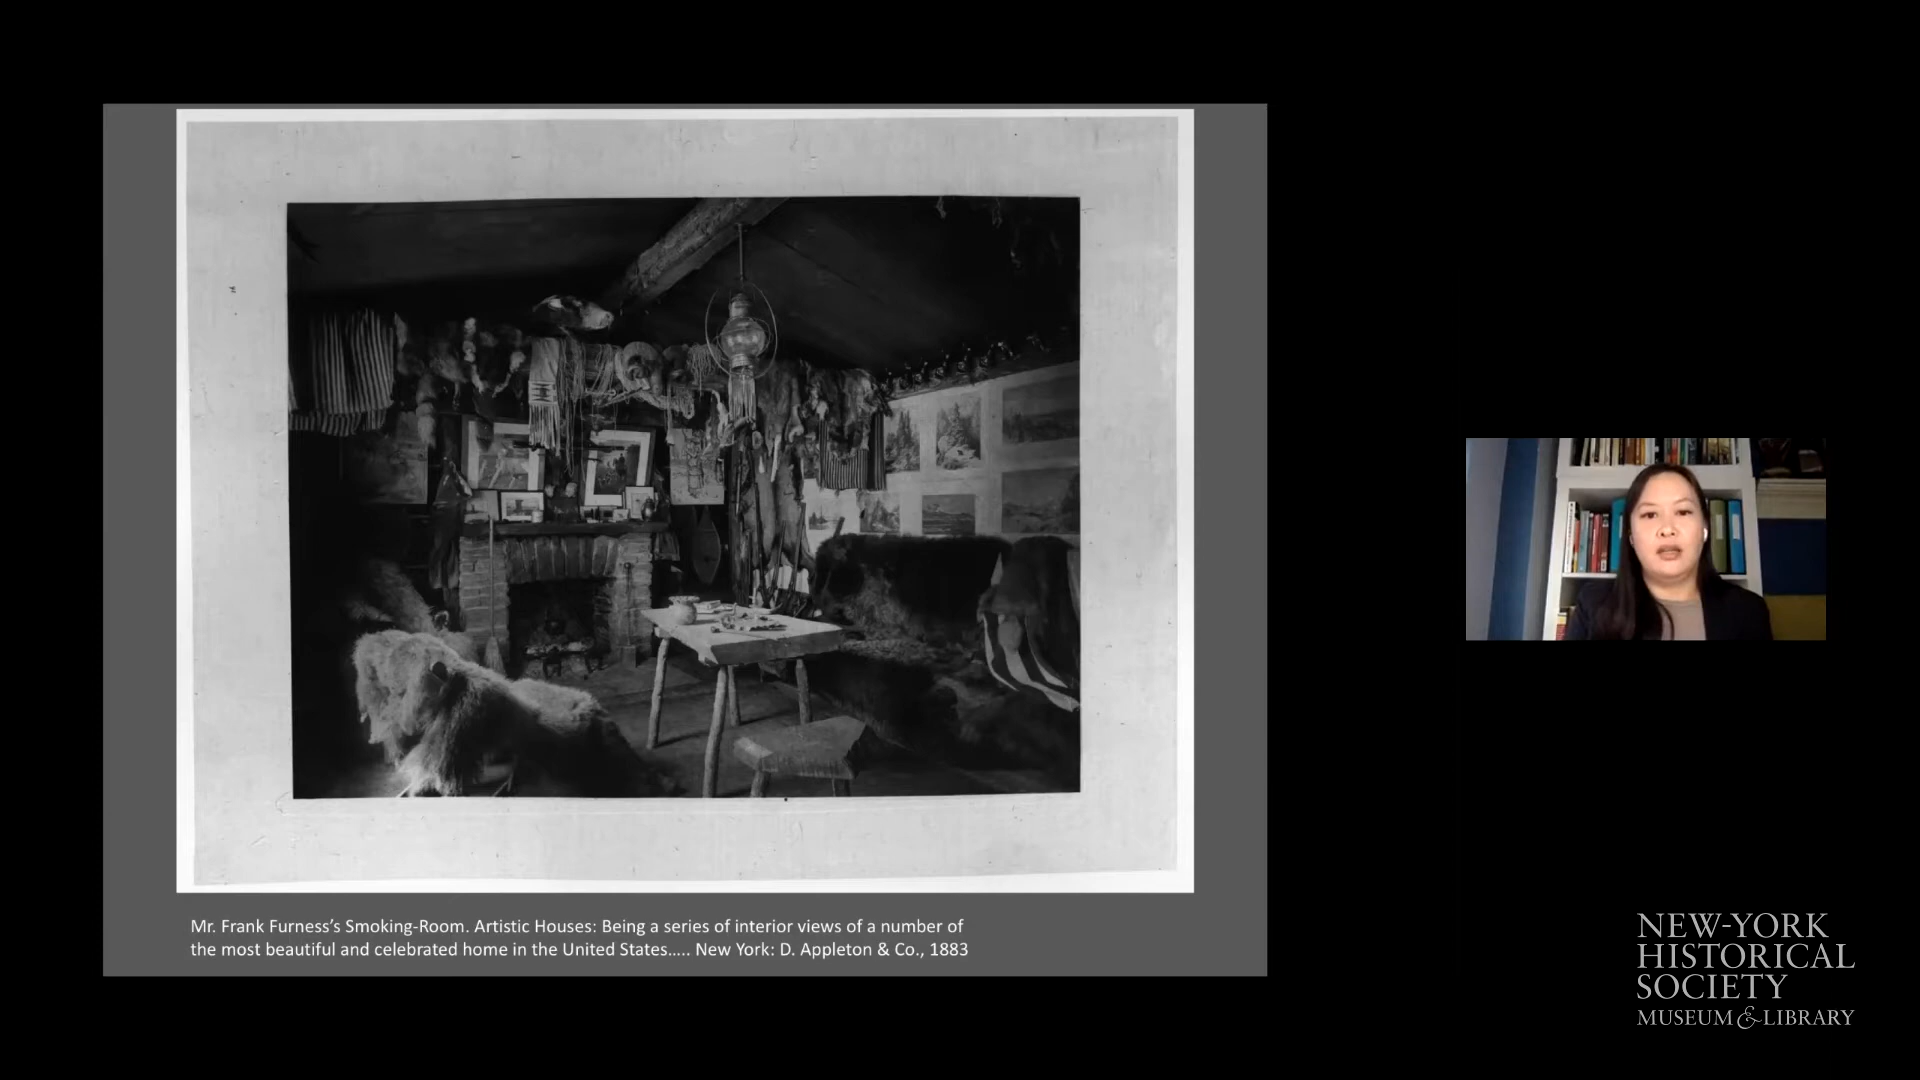 Mr. Frank Furness’s Smoking-Room. Artistic Houses: Being a series of interior views of a number of
the most beautiful and celebrated home in the United States..... New York: D. Appleton & Co., 1883
NEW-YORK
HISTORICAL
SOCIETY
MUSEUM & LIBRARY